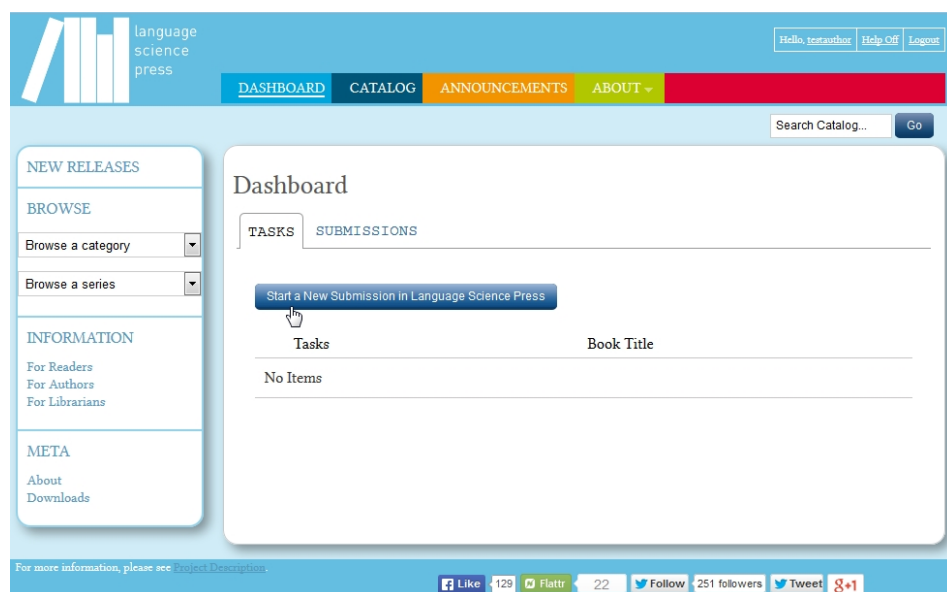 language
science
press
Hello, testauthor Help Off Logout
DASHBOARD CATALOG ANNOUNCEMENTS ABOUT
Search Catalog... Go
NEW RELEASES
BROWSE
Browse a category
Browse a series
INFORMATION
For Readers
For Authors
For Librarians
META
About
Downloads
Dashboard
TASKS SUBMISSIONS
Start a New Submission in Language Science Press
Tasks Book Title
No Items
For more information, please see Project Description.
Like 129 Flattr 22 Follow 251 followers Tweet g+1